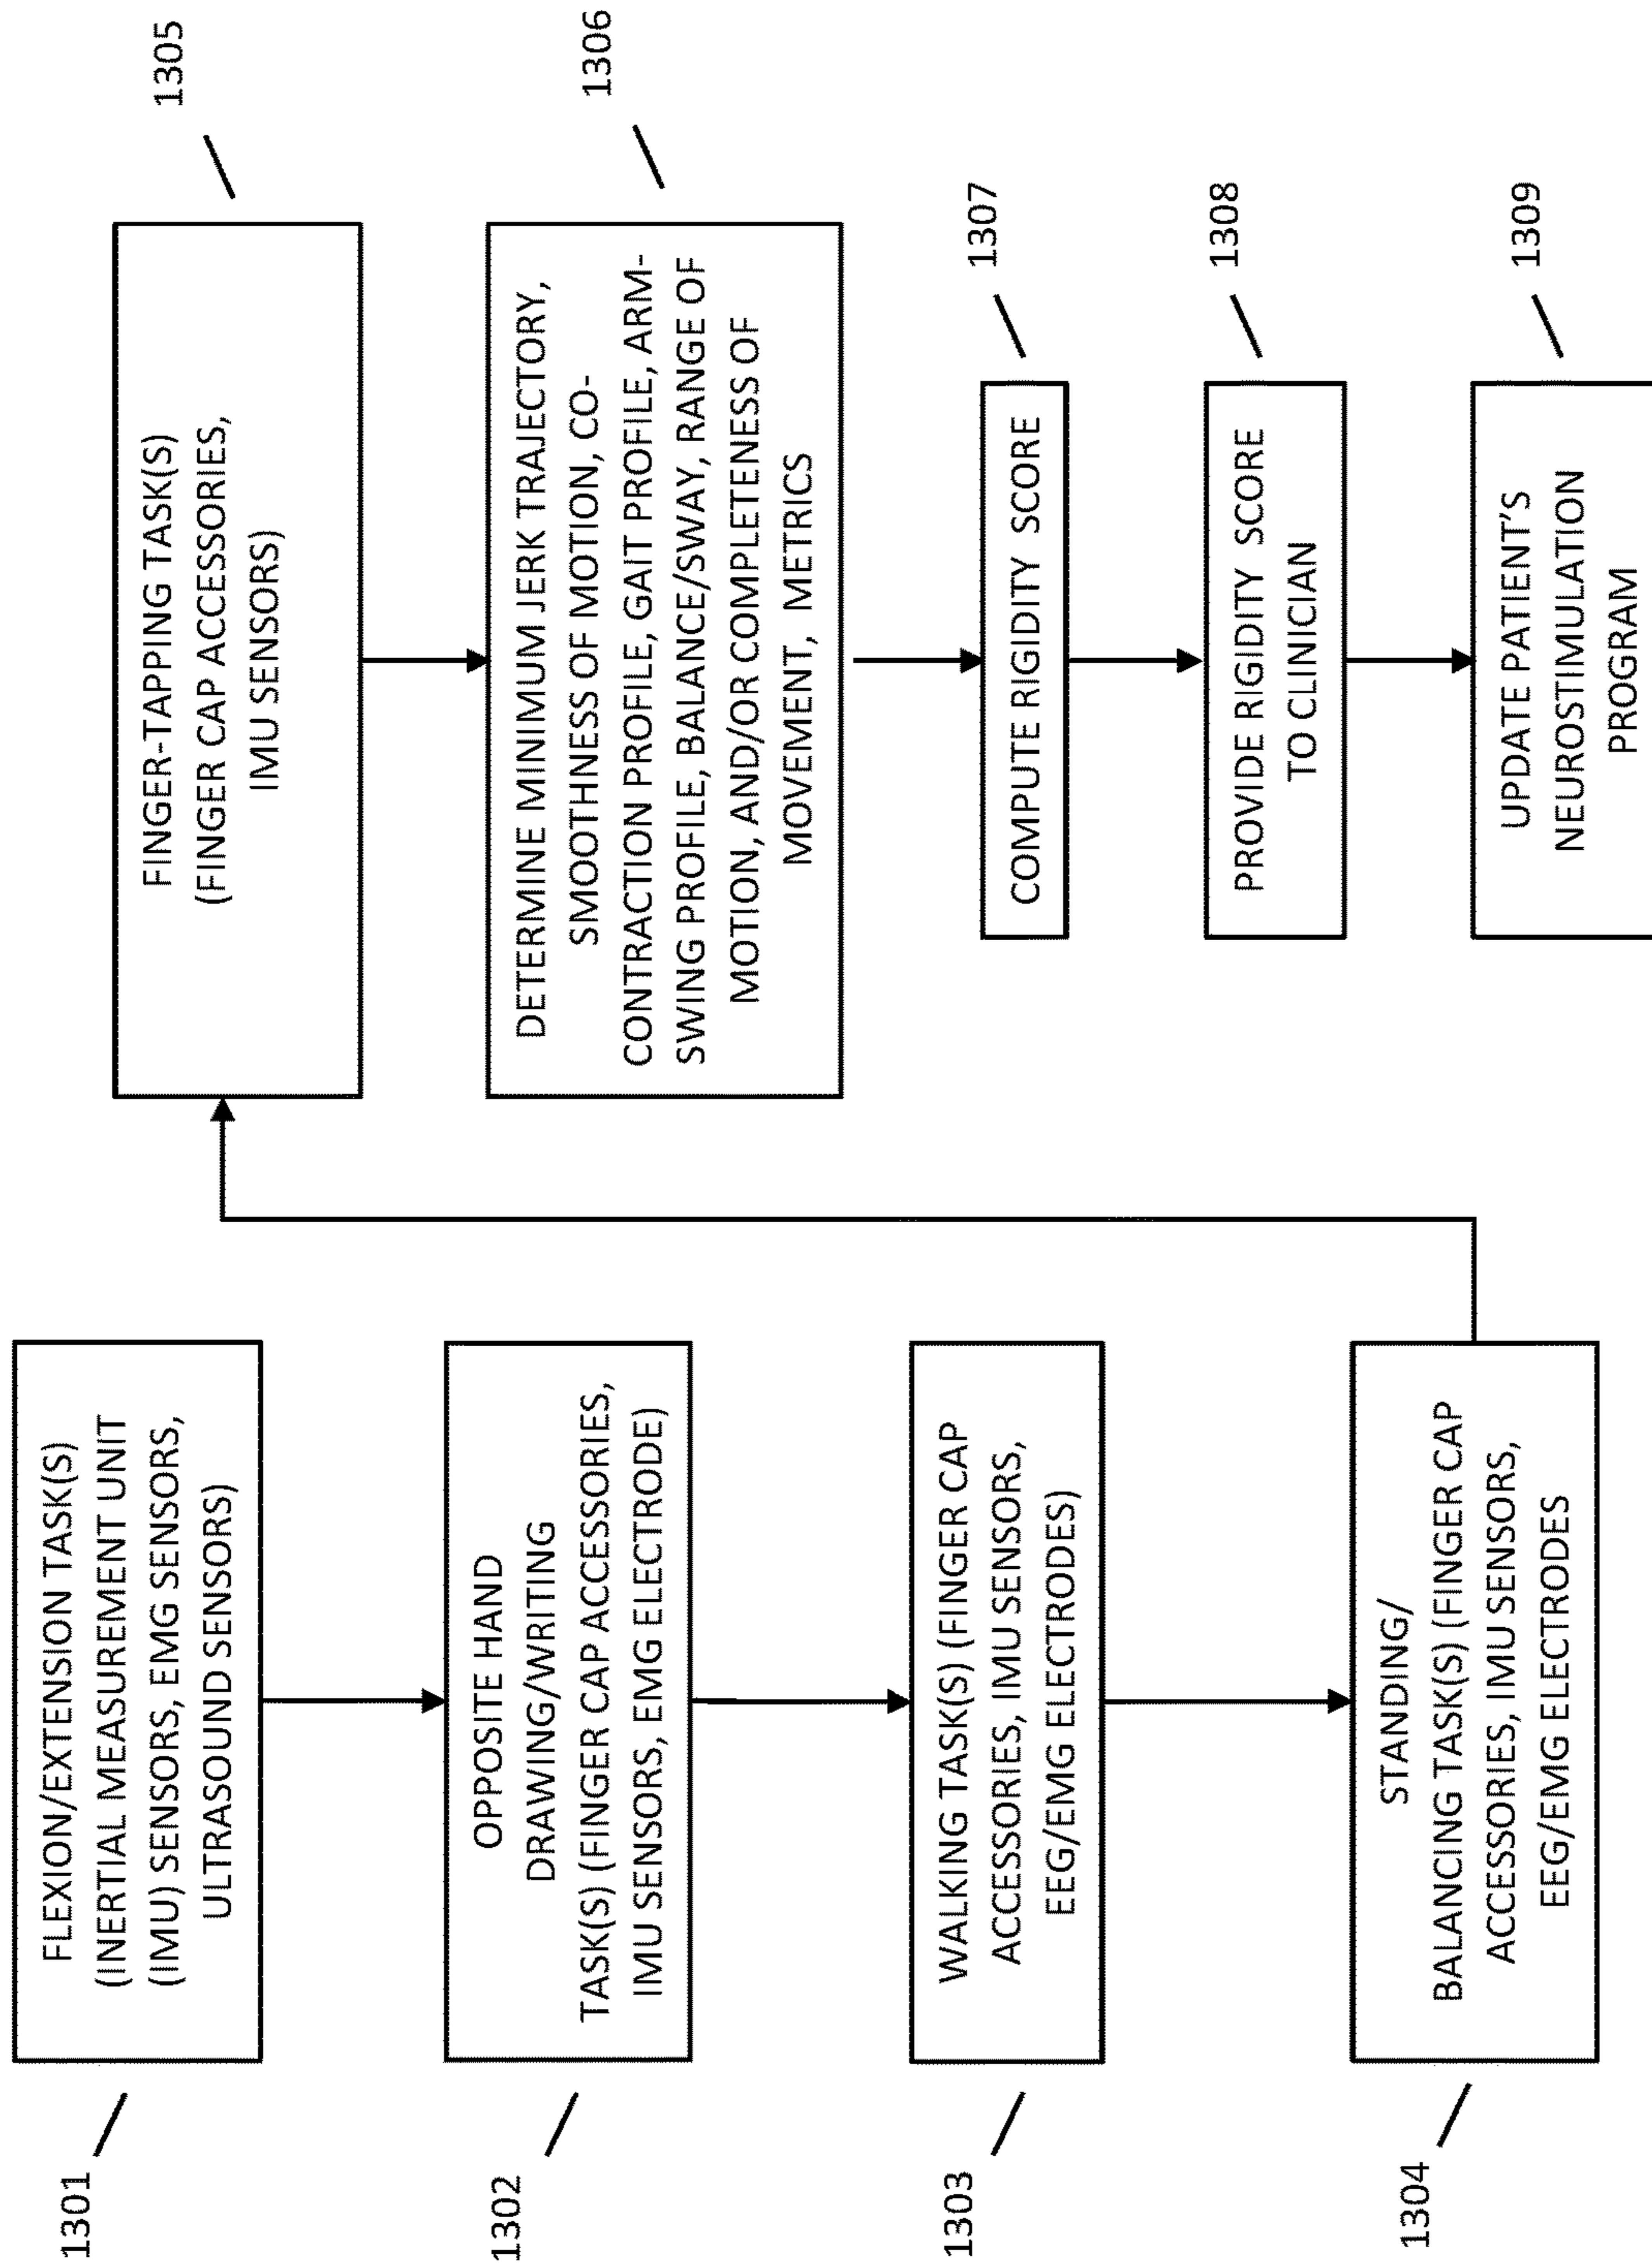 1301
FLEXION/EXTENSION TASK(S)
(INERTIAL MEASUREMENT UNIT
(IMU) SENSORS, EMG SENSORS,
ULTRASOUND SENSORS)
1302
OPPOSITE HAND
DRAWING/WRITING
TASK(S) (FINGER CAP ACCESSORIES,
IMU SENSORS, EMG ELECTRODE)
1303
WALKING TASK(S) (FINGER CAP
ACCESSORIES, IMU SENSORS,
EEG/EMG ELECTRODES)
1304
STANDING/
BALANCING TASK(S) (FINGER CAP
ACCESSORIES, IMU SENSORS,
EEG/EMG ELECTRODES
1305
FINGER-TAPPING TASK(S)
(FINGER CAP ACCESSORIES,
IMU SENSORS)
1306
DETERMINE MINIMUM JERK TRAJECTORY,
SMOOTHNESS OF MOTION, CO-
CONTRACTION PROFILE, GAIT PROFILE, ARM-
SWING PROFILE, BALANCE/SWAY, RANGE OF
MOTION, AND/OR COMPLETENESS OF
MOVEMENT, METRICS
1307
COMPUTE RIGIDITY SCORE
1308
PROVIDE RIGIDITY SCORE
TO CLINICIAN
1309
UPDATE PATIENT'S
NEUROSTIMULATION
PROGRAM